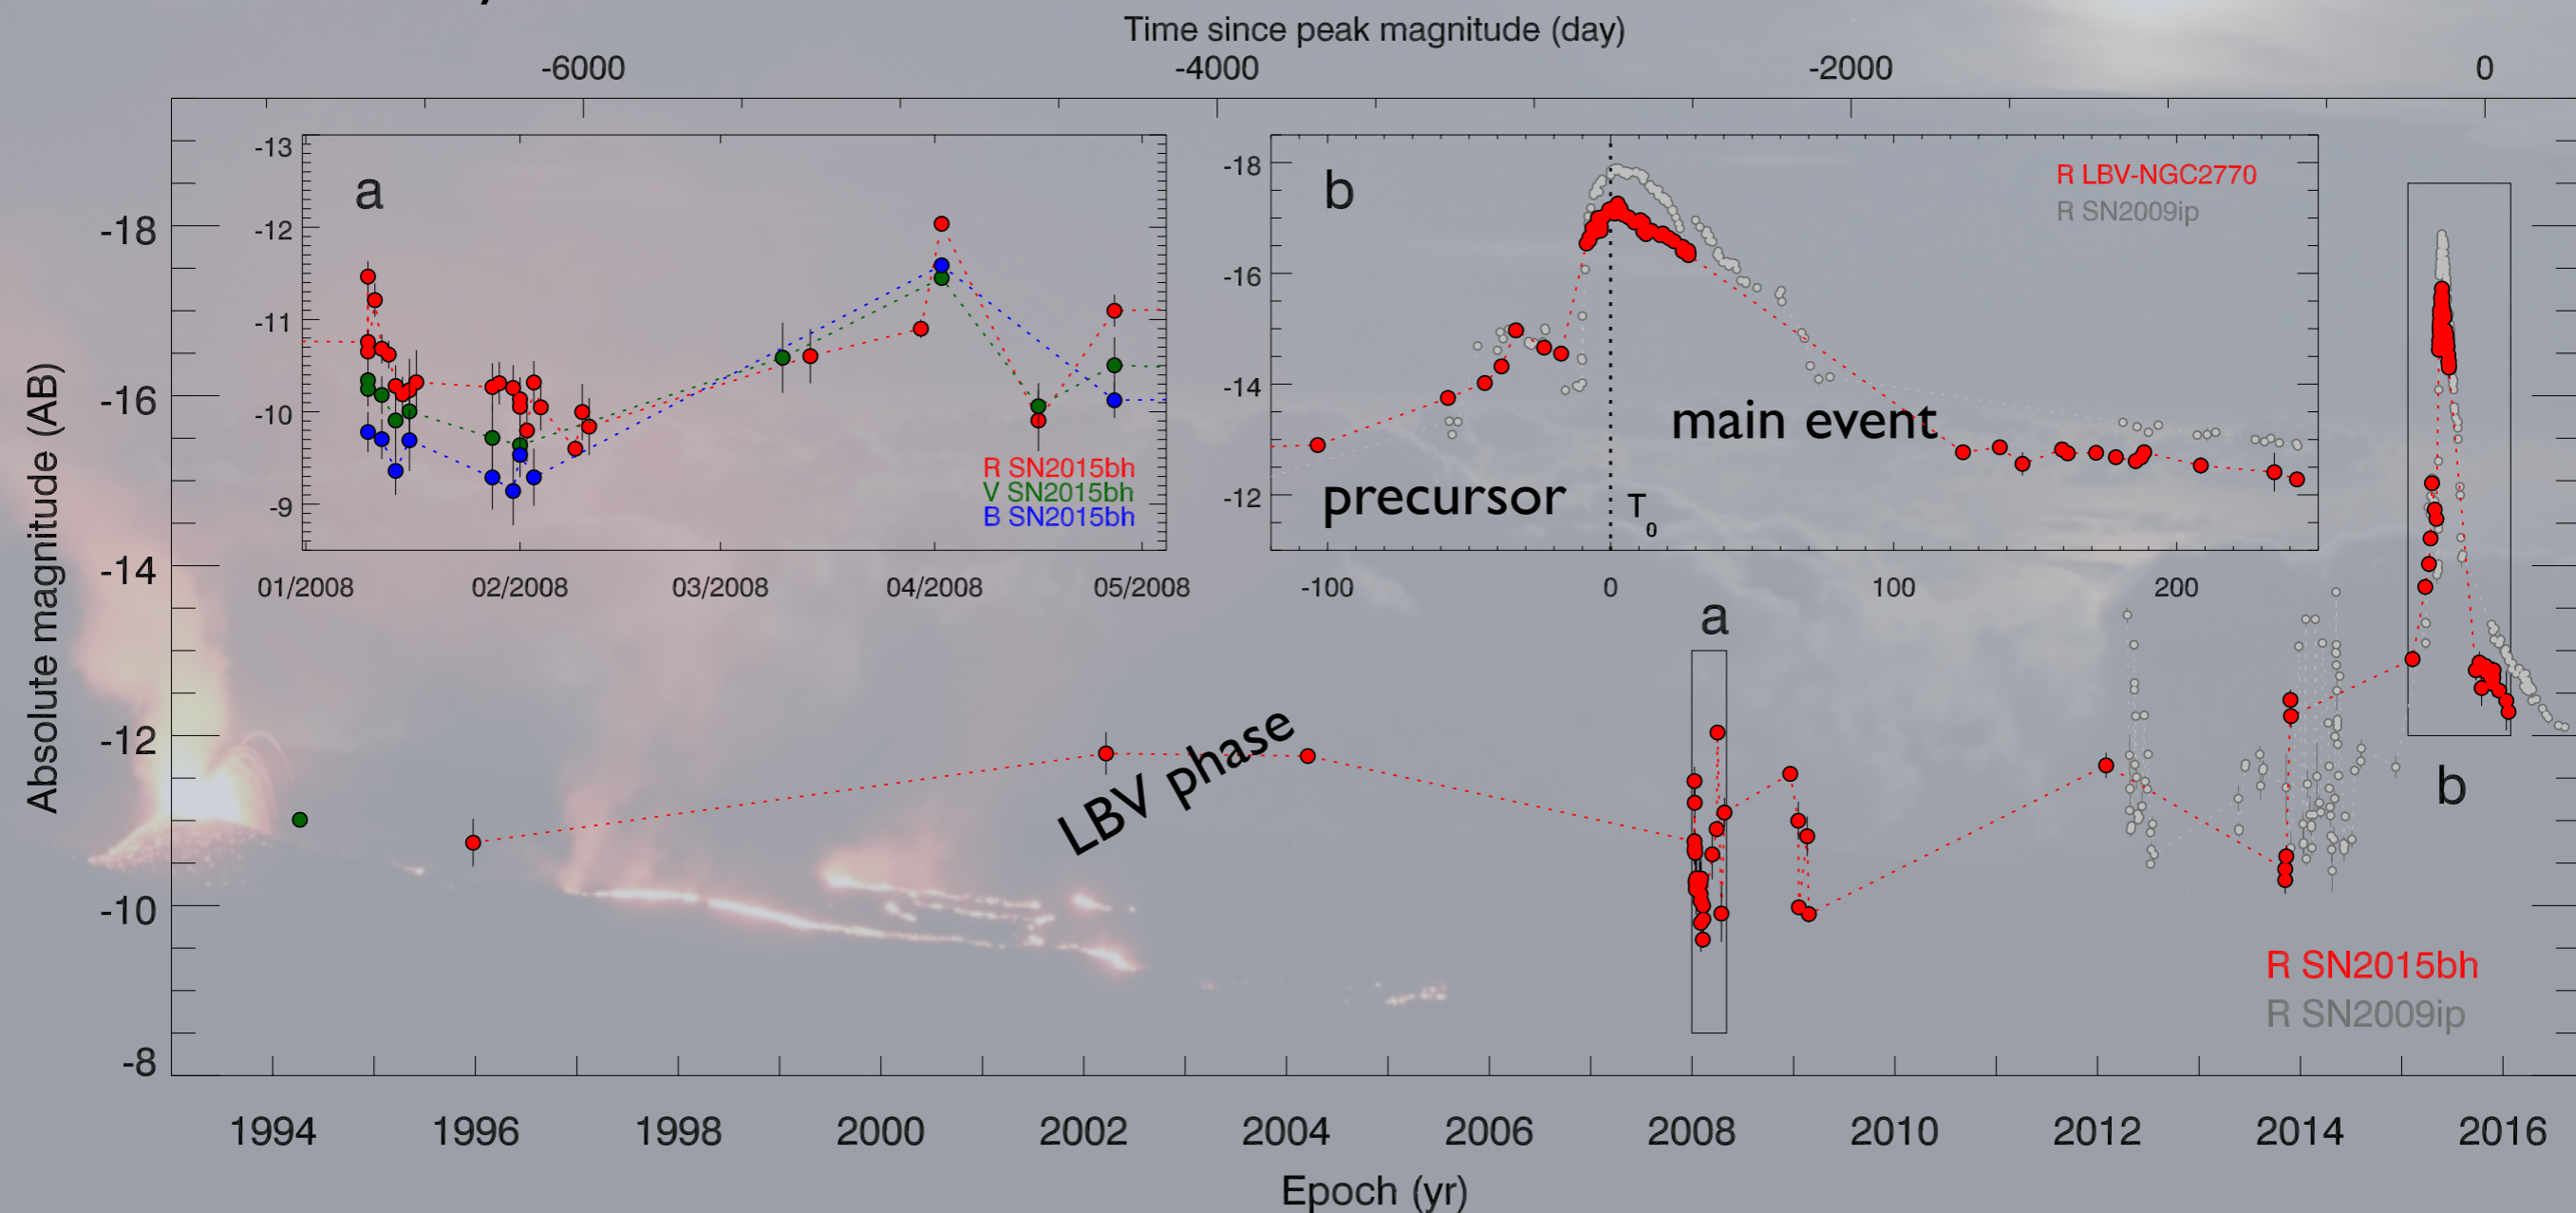 Time since peak magnitude (day)
-6000 -4000 -2000 0
Absolute magnitude (AB)
-18
-16
-14
-12
-10
-8
a
-13
-12
-11
-10
-9
R SN2015bh
V SN2015bh
B SN2015bh
01/2008 02/2008 03/2008 04/2008 05/2008
b
-18
-16
-14
-12
R LBV-NGC2770
R SN2009ip
main event
precursor
T0
-100 0 100 200
a
LBV phase
b
R SN2015bh
R SN2009ip
1994 1996 1998 2000 2002 2004 2006 2008 2010 2012 2014 2016
Epoch (yr)